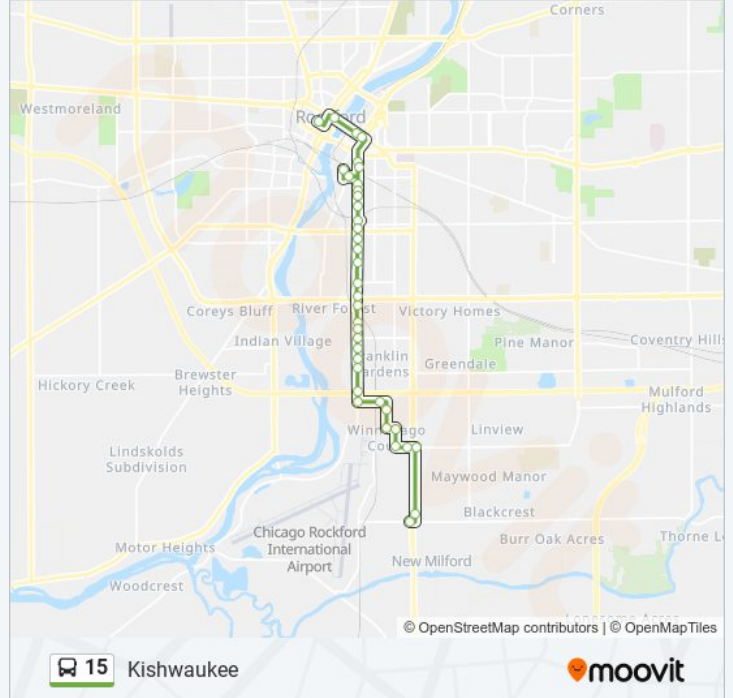 Corners
Westmoreland
Rockford
Coreys Bluff
River Forest
Victory Homes
Indian Village
Franklin
Gardens
Pine Manor
Coventry Hills
Greendale
Hickory Creek
Brewster
Heights
Mulford
Highlands
Winnebago
County
Linview
Lindskolds
Subdivision
Maywood Manor
Blackcrest
Chicago Rockford
International
Airport
Motor Heights
Burr Oak Acres
Thorne L
New Milford
Woodcrest
© OpenStreetMap contributors | © OpenMapTiles
15 Kishwaukee
moovit